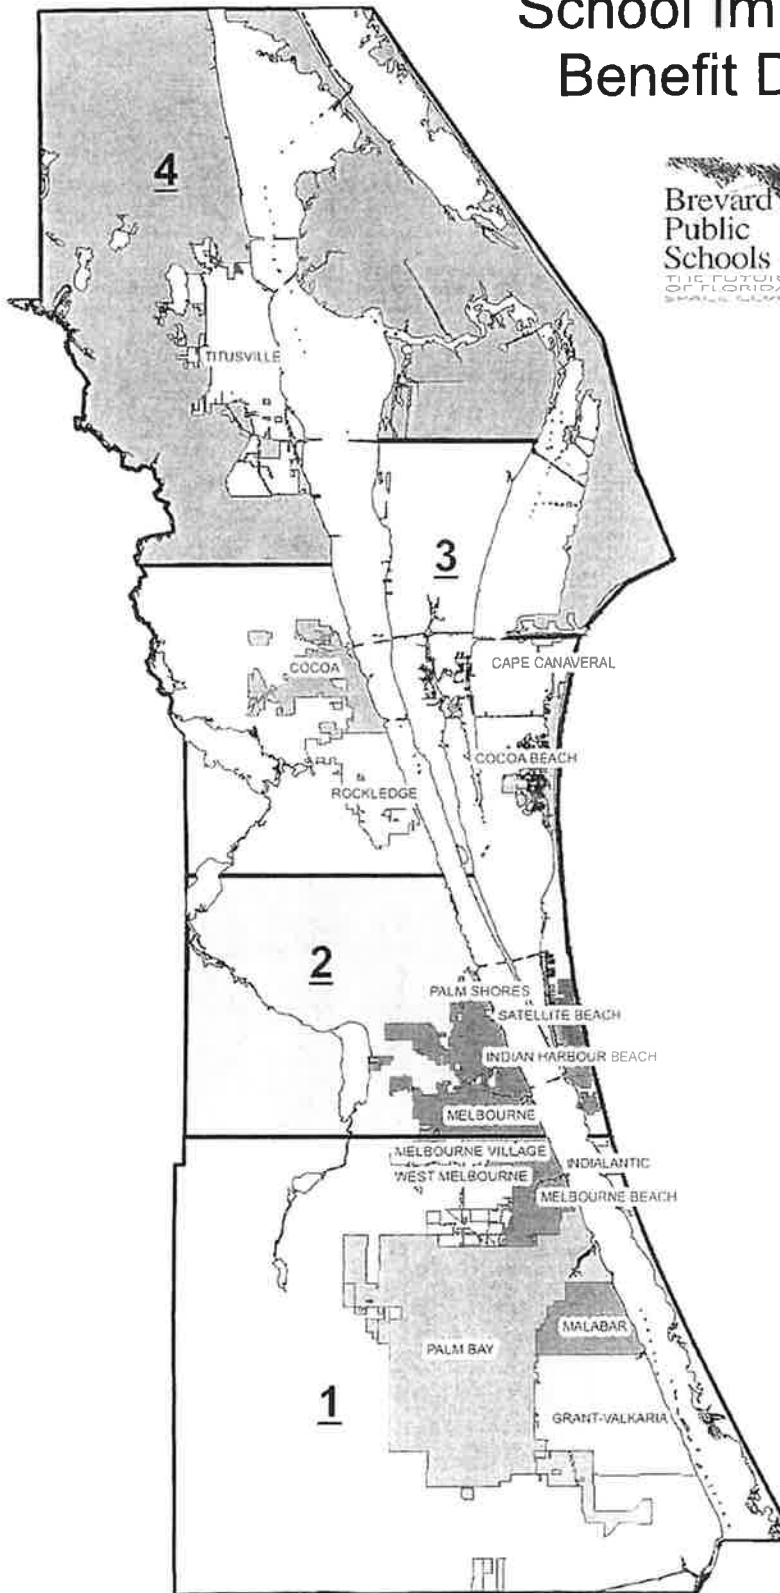 School Im
Benefit D
Brevard
Public
Schools
4
TITUSVILLE
3
COCOA
CAPE CANAVERAL
COCOA BEACH
ROCKLEDGE
2
PALM SHORES
SATELLITE BEACH
INDIAN HARBOUR BEACH
MELBOURNE
MELBOURNE VILLAGE
INDIALANTIC
WEST MELBOURNE
MELBOURNE BEACH
MALABAR
PALM BAY
1
GRANT-VALKARIA